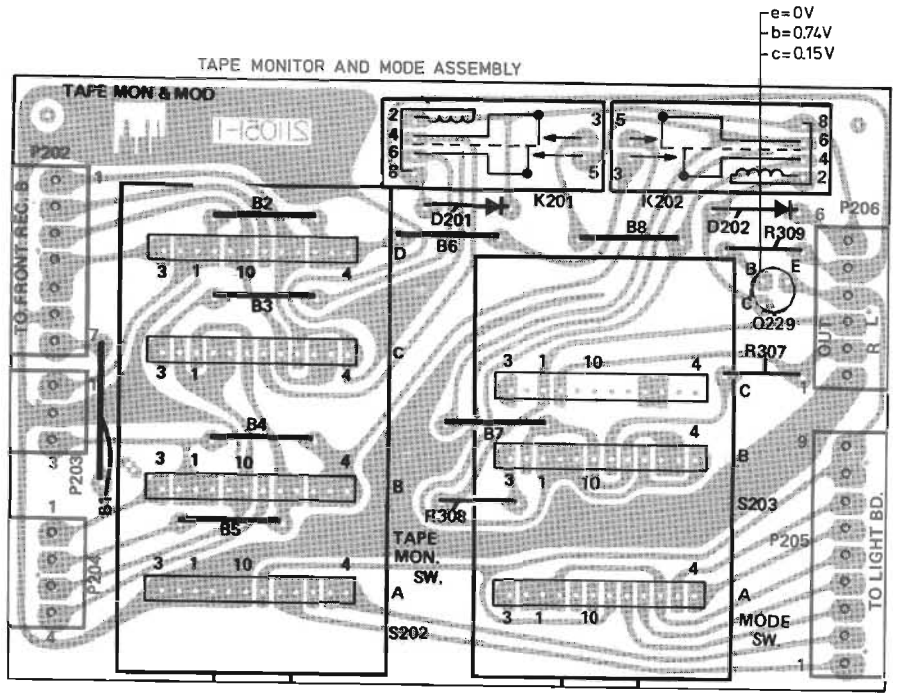 e=0V
b=0.74V
c=0.15V
TAPE MONITOR AND MODE ASSEMBLY
TAPE MON & MOD
21105-1
2 4 6 8
3 5
5 3
8 6 4 2
P202
1
TO FRONT REC. B
7
B2
D201
K201
K202
D202
6
P206
R309
B6
B8
D
3 1 10 4
B3
B E
C
Q229
OUT
L
R
C
3 1 4
R307
3 1 10 4
1
C
1
B4
B7
4
9
3
P203
B1
3 1 10 4
B
3 1 10
B
1
R308
S203
B5
TAPE
MON.
SW.
P205
TO LIGHT BD.
P204
3 1 10 4
A
4
3 1 10
A
4
S202
MODE
SW.
1